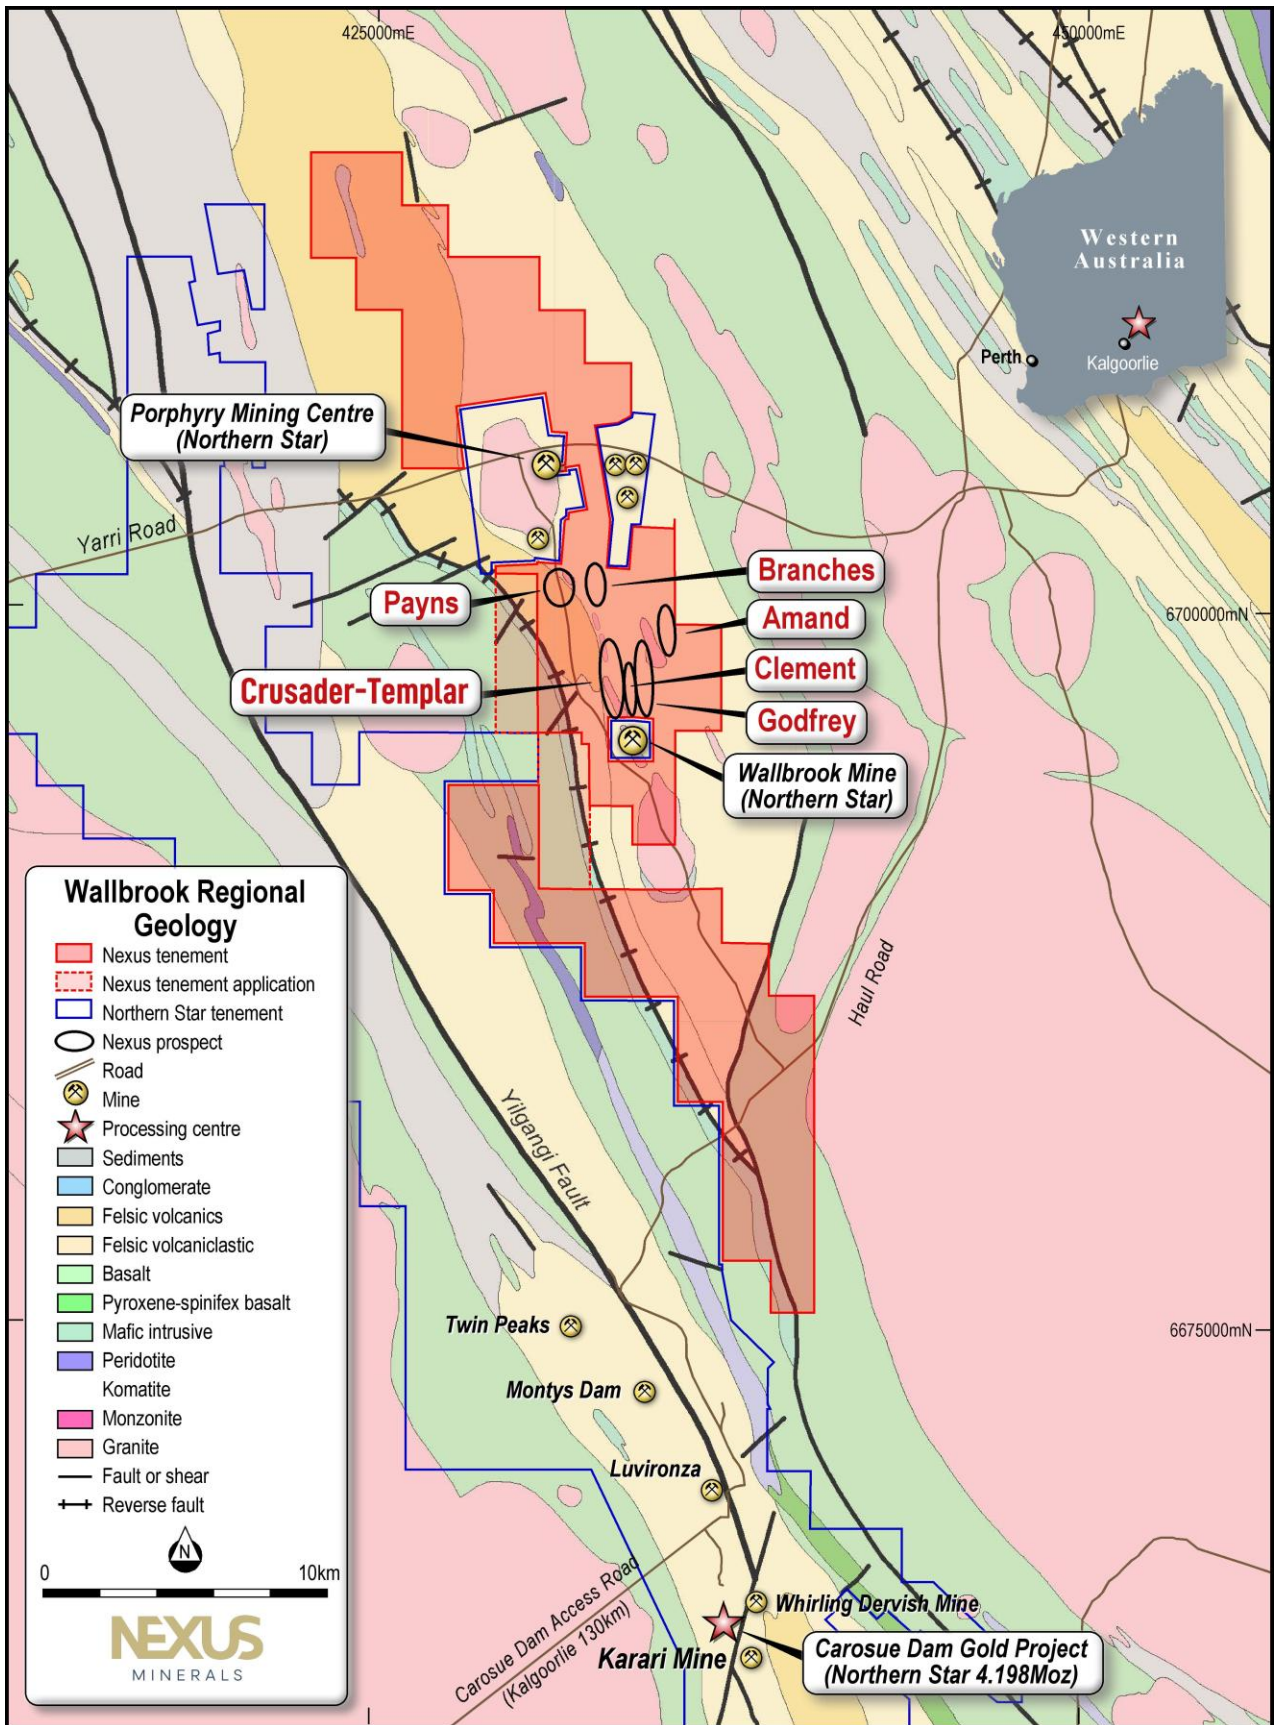 425000mE
450000mE
Western
Australia
Perth
Kalgoorlie
Porphyry Mining Centre
(Northern Star)
Yarri Road
Branches
Payns
Amand
6700000mN
Clement
Crusader-Templar
Godfrey
Wallbrook Mine
(Northern Star)
Haul Road
Yilgangi Fault
Wallbrook Regional
Geology
Nexus tenement
Nexus tenement application
Northern Star tenement
Nexus prospect
Road
Mine
Processing centre
Sediments
Conglomerate
Felsic volcanics
Felsic volcaniclastic
Basalt
Pyroxene-spinifex basalt
Mafic intrusive
Peridotite
Komatite
Monzonite
Granite
Fault or shear
Reverse fault
N
0 10km
NEXUS
MINERALS
Twin Peaks
6675000mN
Montys Dam
Luvironza
Carosue Dam Access Road
(Kalgoorlie 130km)
Whirling Dervish Mine
Karari Mine
Carosue Dam Gold Project
(Northern Star 4.198Moz)